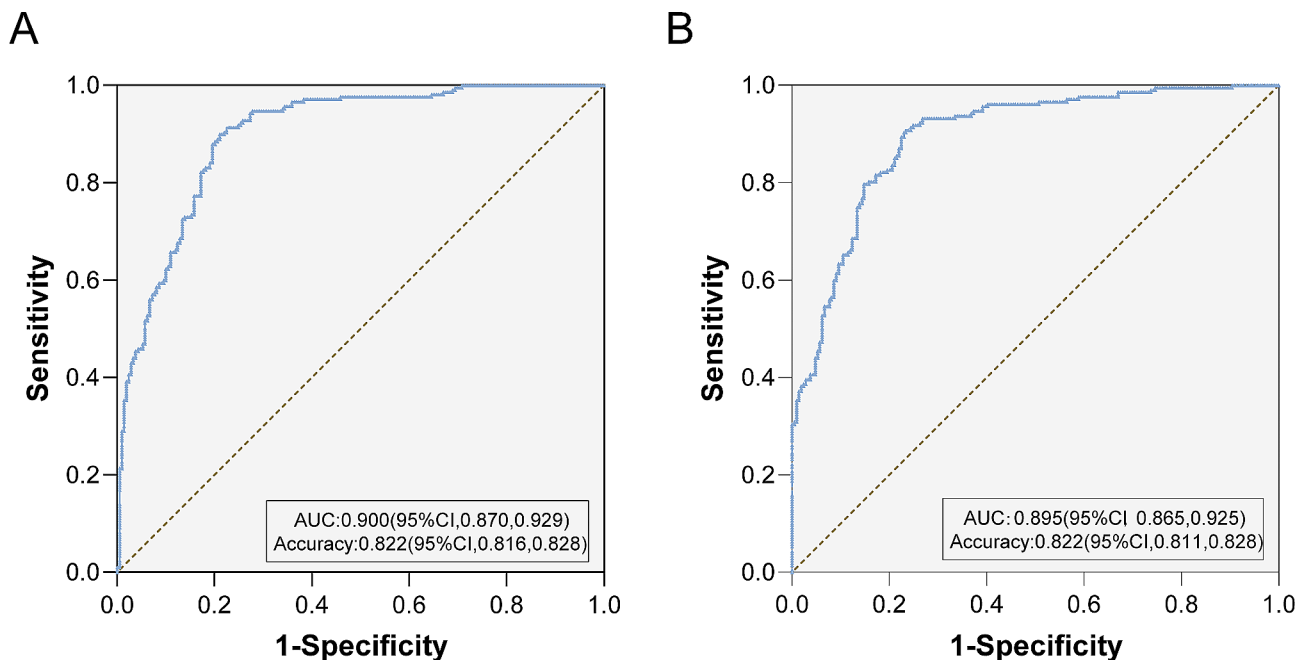 A
B
Sensitivity
1.0
0.8
0.6
0.4
0.2
0.0
AUC:0.900(95%CI,0.870,0.929)
Accuracy:0.822(95%CI,0.816,0.828)
0.0 0.2 0.4 0.6 0.8 1.0
1-Specificity
Sensitivity
1.0
0.8
0.6
0.4
0.2
0.0
AUC: 0.895(95%CI 0.865,0.925)
Accuracy:0.822(95%CI,0.811,0.828)
0.0 0.2 0.4 0.6 0.8 1.0
1-Specificity